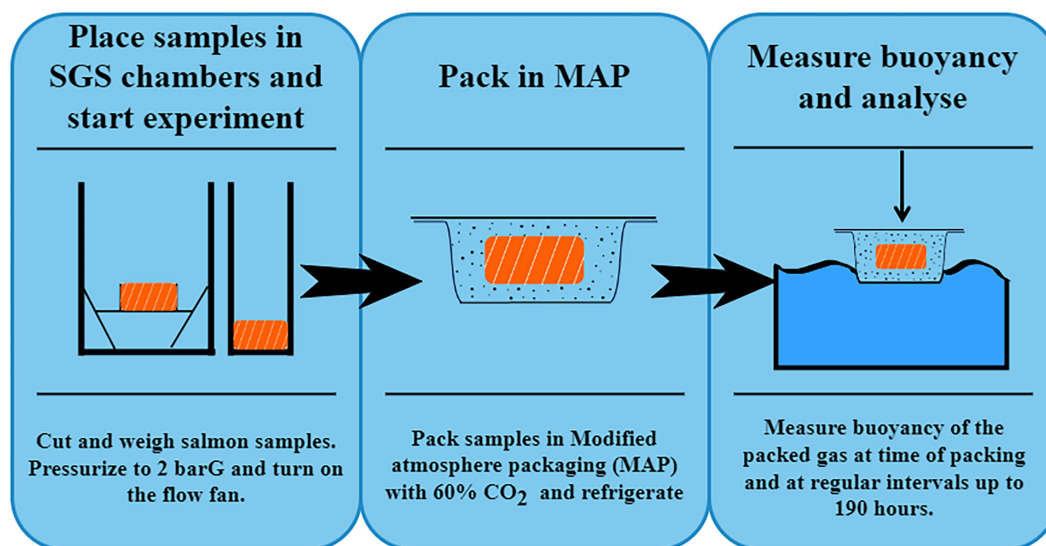 Place samples in
SGS chambers and
start experiment
Cut and weigh salmon samples.
Pressurize to 2 barG and turn on
the flow fan.
Pack in MAP
Pack samples in Modified
atmosphere packaging (MAP)
with 60% CO₂ and refrigerate
Measure buoyancy
and analyse
Measure buoyancy of the
packed gas at time of packing
and at regular intervals up to
190 hours.